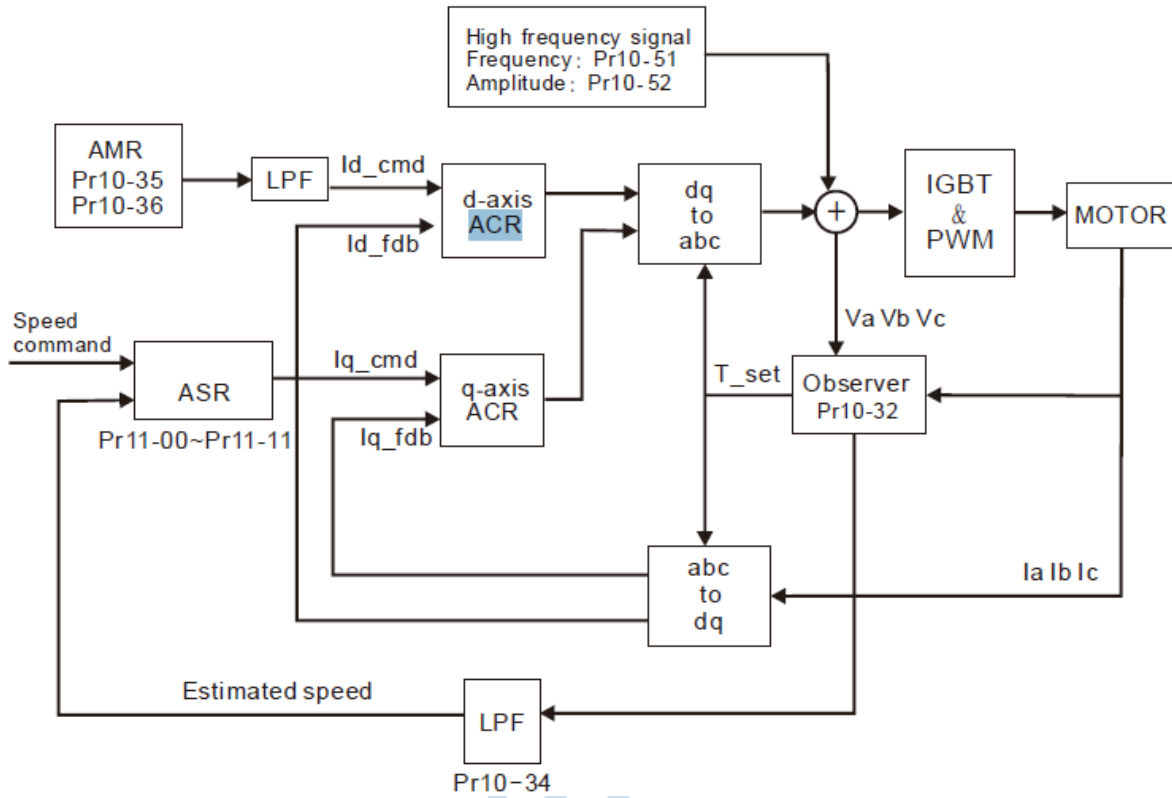 High frequency signal
Frequency: Pr10-51
Amplitude: Pr10-52
AMR
Pr10-35
Pr10-36
LPF
Id_cmd
d-axis
ACR
Id_fdb
dq
to
abc
+
IGBT
&
PWM
MOTOR
Speed
command
ASR
Pr11-00~Pr11-11
Iq_cmd
q-axis
ACR
Iq_fdb
T_set
Va Vb Vc
Observer
Pr10-32
abc
to
dq
Ia Ib Ic
Estimated speed
LPF
Pr10-34